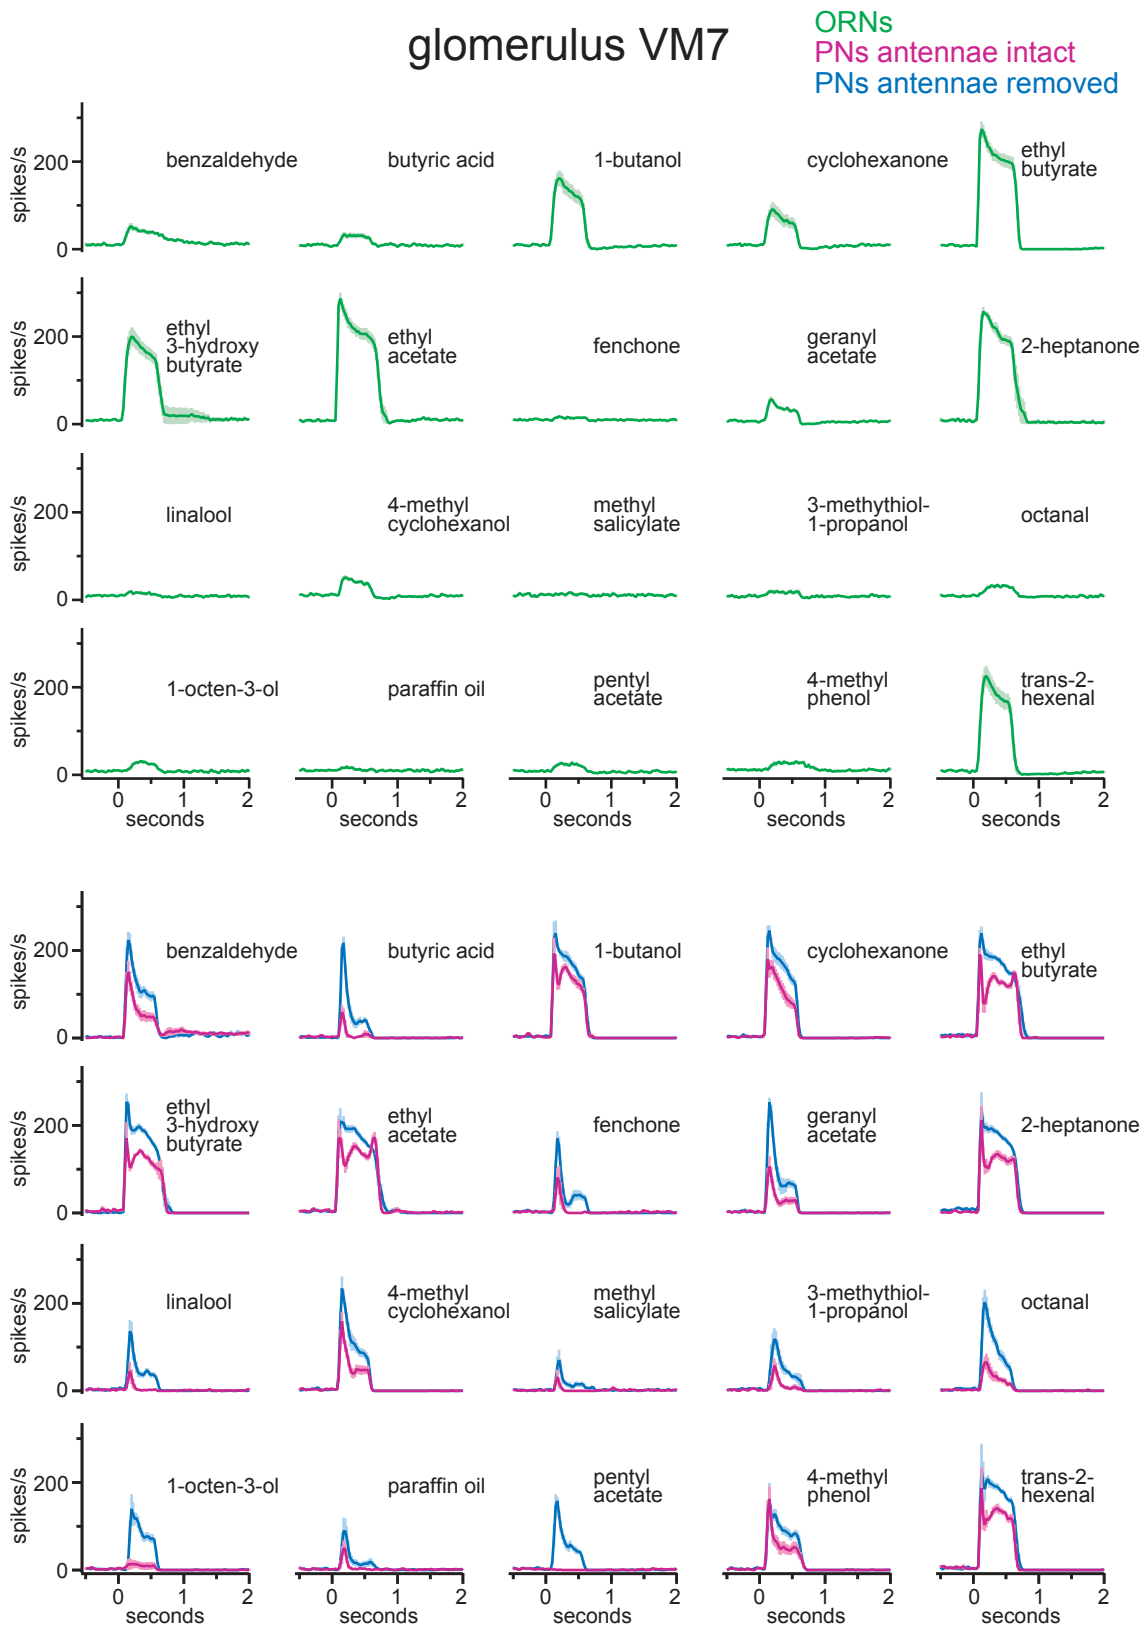 glomerulus VM7
ORNs
PNs antennae intact
PNs antennae removed
spikes/s
200
0
benzaldehyde
butyric acid
1-butanol
cyclohexanone
ethyl
butyrate
spikes/s
200
0
ethyl
3-hydroxy
butyrate
ethyl
acetate
fenchone
geranyl
acetate
2-heptanone
spikes/s
200
0
linalool
4-methyl
cyclohexanol
methyl
salicylate
3-methythiol-
1-propanol
octanal
spikes/s
200
0
1-octen-3-ol
paraffin oil
pentyl
acetate
4-methyl
phenol
trans-2-
hexenal
0 1 2
seconds
0 1 2
seconds
0 1 2
seconds
0 1 2
seconds
0 1 2
seconds
spikes/s
200
0
benzaldehyde
butyric acid
1-butanol
cyclohexanone
ethyl
butyrate
spikes/s
200
0
ethyl
3-hydroxy
butyrate
ethyl
acetate
fenchone
geranyl
acetate
2-heptanone
spikes/s
200
0
linalool
4-methyl
cyclohexanol
methyl
salicylate
3-methythiol-
1-propanol
octanal
spikes/s
200
0
1-octen-3-ol
paraffin oil
pentyl
acetate
4-methyl
phenol
trans-2-
hexenal
0 1 2
seconds
0 1 2
seconds
0 1 2
seconds
0 1 2
seconds
0 1 2
seconds